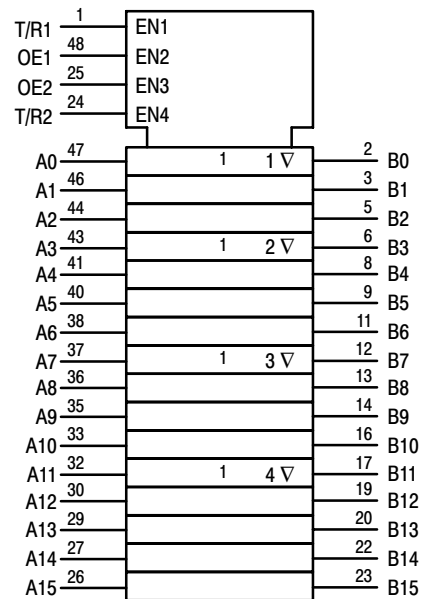 T/R1 1 EN1
OE1 48 EN2
OE2 25 EN3
T/R2 24 EN4
A0 47 1 1 ∇ 2 B0
A1 46 3 B1
A2 44 5 B2
A3 43 1 2 ∇ 6 B3
A4 41 8 B4
A5 40 9 B5
A6 38 11 B6
A7 37 1 3 ∇ 12 B7
A8 36 13 B8
A9 35 14 B9
A10 33 16 B10
A11 32 1 4 ∇ 17 B11
A12 30 19 B12
A13 29 20 B13
A14 27 22 B14
A15 26 23 B15